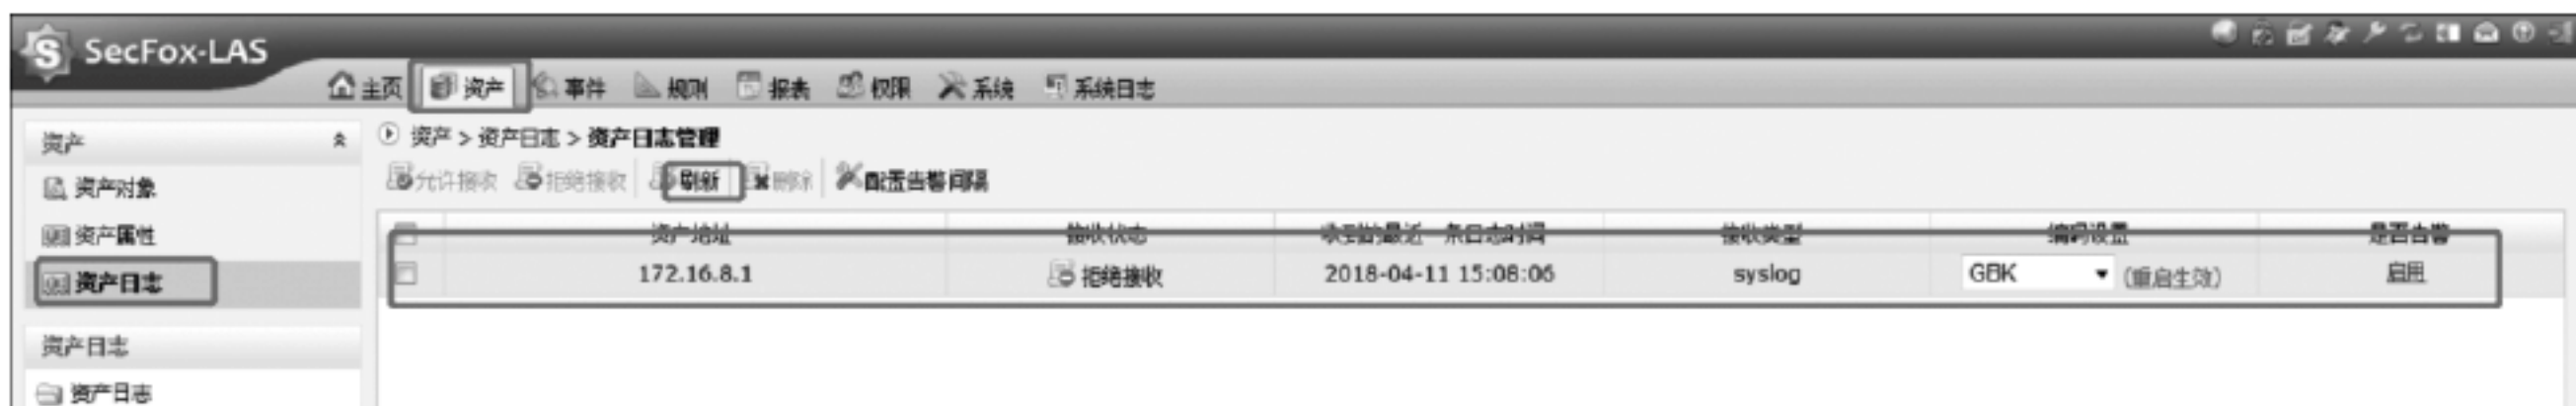 SecFox-LAS
主页 资产 事件 规则 报表 权限 系统 系统日志
资产
资产对象
资产属性
资产日志
资产日志
资产日志
资产 > 资产日志 > 资产日志管理
允许接收 拒绝接收 刷新 删除 配置告警间隔
资产地址 接收状态 收到的最近一条日志时间 接收类型 编码设置 是否告警
172.16.8.1 拒绝接收 2018-04-11 15:08:06 syslog GBK (重启生效) 启用